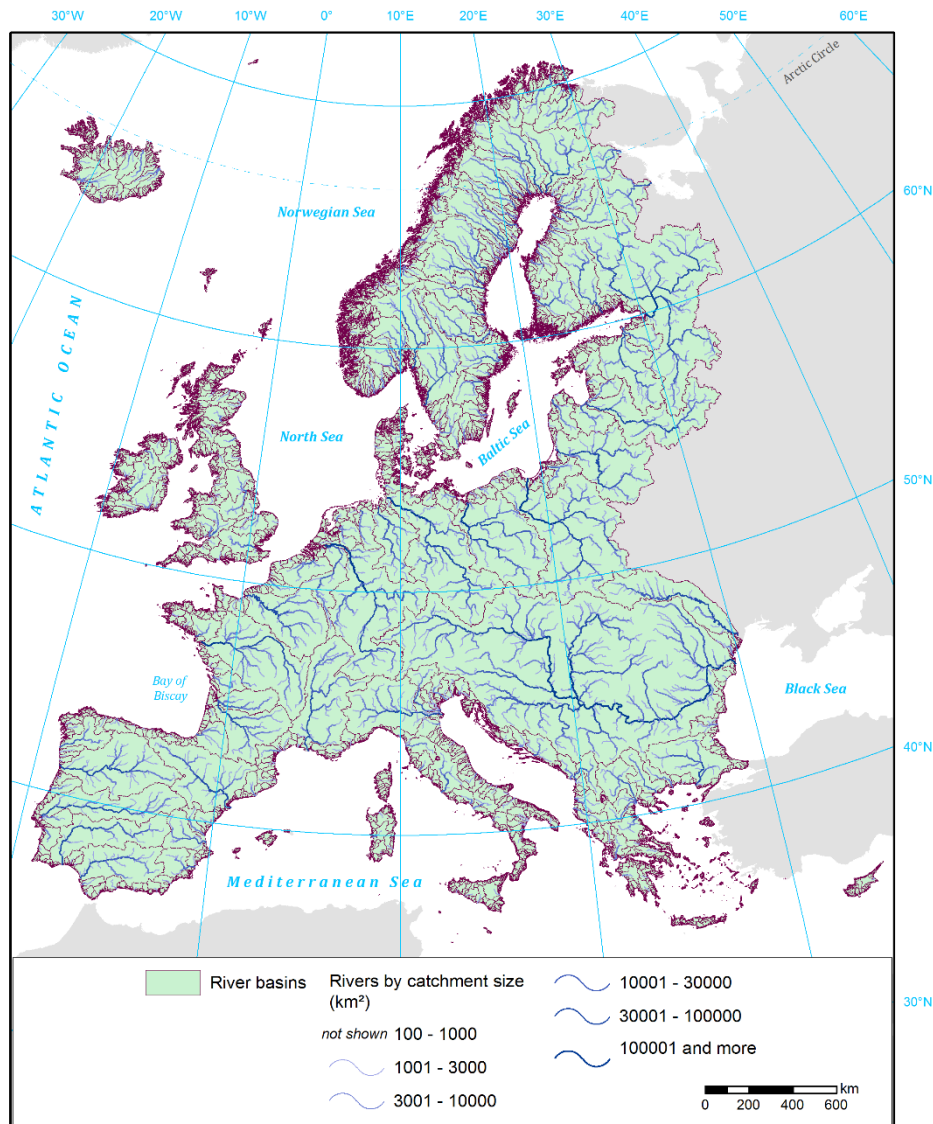 30°W
20°W
10°W
0°
10°E
20°E
30°E
40°E
50°E
60°E
Arctic Circle
60°N
Norwegian Sea
ATLANTIC OCEAN
North Sea
Baltic Sea
50°N
Bay of
Biscay
Black Sea
40°N
Mediterranean Sea
River basins
Rivers by catchment size
(km²)
not shown 100 - 1000
1001 - 3000
3001 - 10000
10001 - 30000
30001 - 100000
100001 and more
30°N
km
0 200 400 600